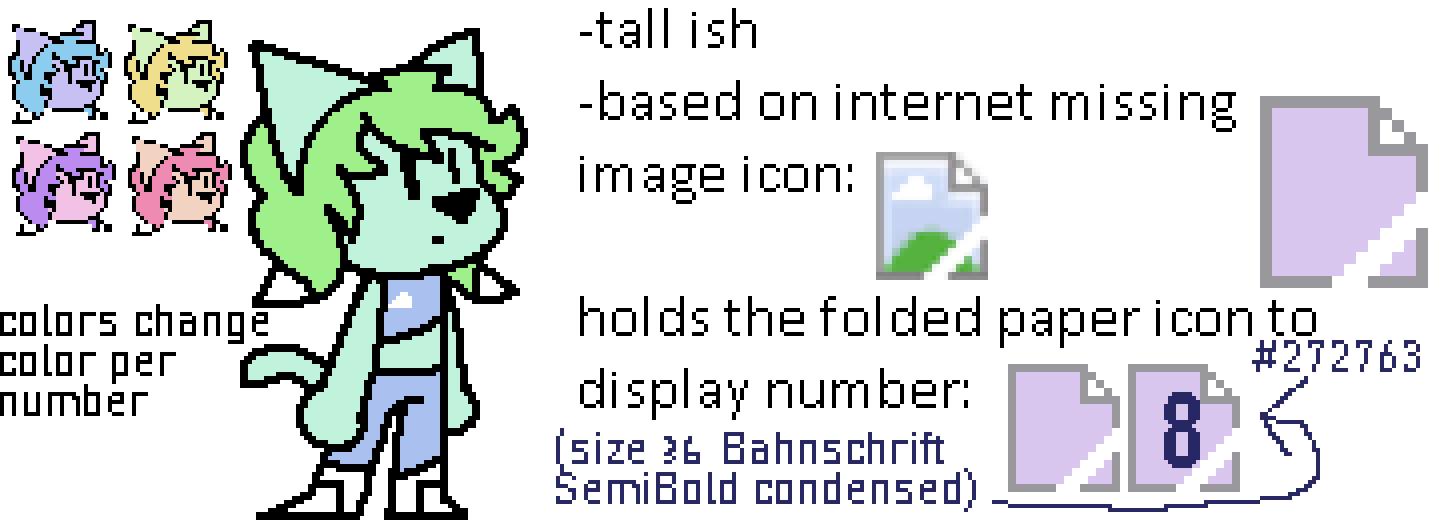 -tall ish
-based on internet missing
image icon:
holds the folded paper icon to
display number:
#272763
8
(size 36 Bahnschrift
SemiBold condensed)
colors change
color per
number